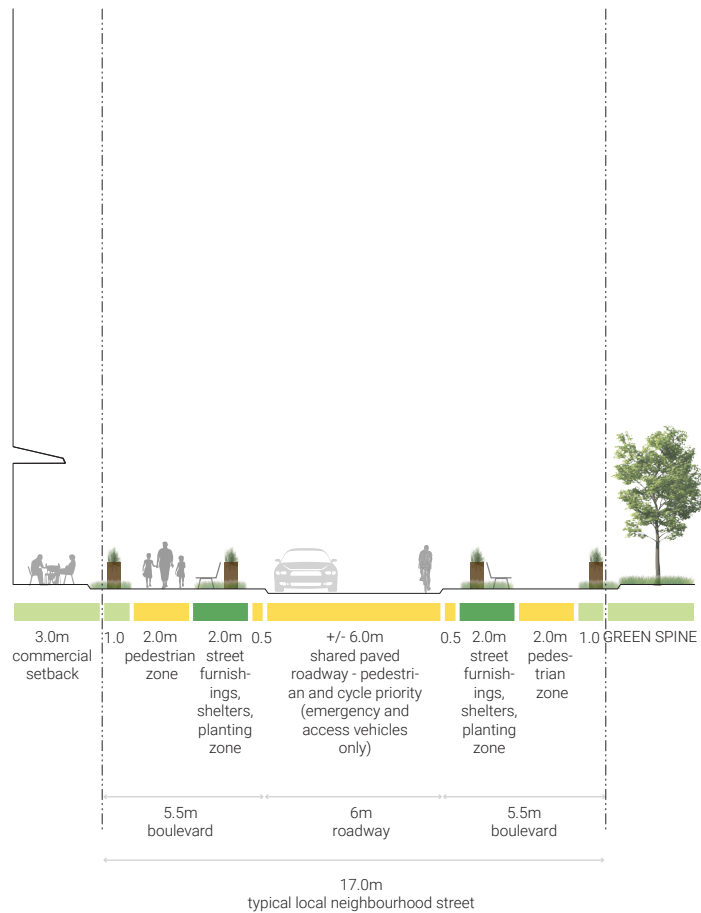 3.0m
commercial
setback
1.0
2.0m
pedestrian
zone
2.0m
street
furnish-
ings,
shelters,
planting
zone
0.5
+/- 6.0m
shared paved
roadway - pedestri-
an and cycle priority
(emergency and
access vehicles
only)
0.5
2.0m
street
furnish-
ings,
shelters,
planting
zone
2.0m
pedes-
trian
zone
1.0
GREEN SPINE
5.5m
boulevard
6m
roadway
5.5m
boulevard
17.0m
typical local neighbourhood street